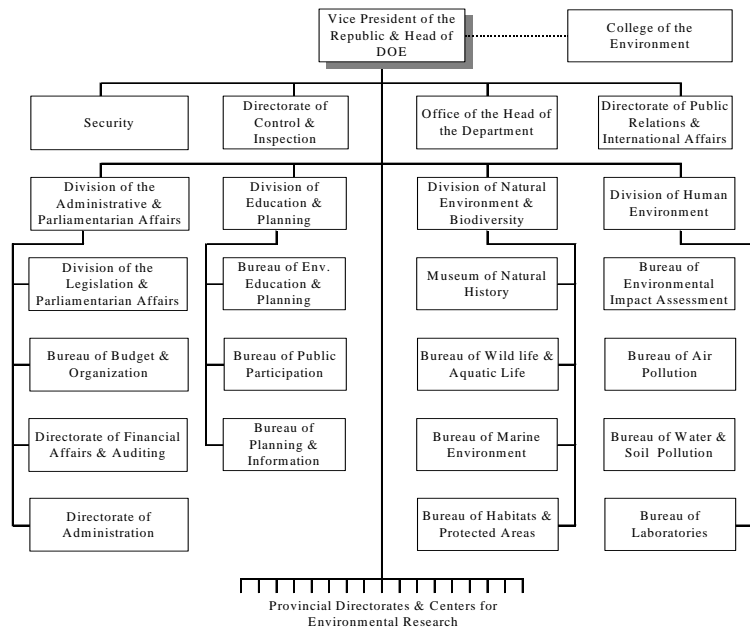 Vice President of the
Republic & Head of
DOE
College of the
Environment
Security
Directorate of
Control &
Inspection
Office of the Head of
the Department
Directorate of Public
Relations &
International Affairs
Division of the
Administrative &
Parliamentarian Affairs
Division of
Education &
Planning
Division of Natural
Environment &
Biodiversity
Division of Human
Environment
Division of the
Legislation &
Parliamentarian Affairs
Bureau of Env.
Education &
Planning
Museum of Natural
History
Bureau of
Environmental
Impact Assessment
Bureau of Budget &
Organization
Bureau of Public
Participation
Bureau of Wild life &
Aquatic Life
Bureau of Air
Pollution
Directorate of Financial
Affairs & Auditing
Bureau of
Planning &
Information
Bureau of Marine
Environment
Bureau of Water &
Soil Pollution
Directorate of
Administration
Bureau of Habitats &
Protected Areas
Bureau of
Laboratories
Provincial Directorates & Centers for
Environmental Research